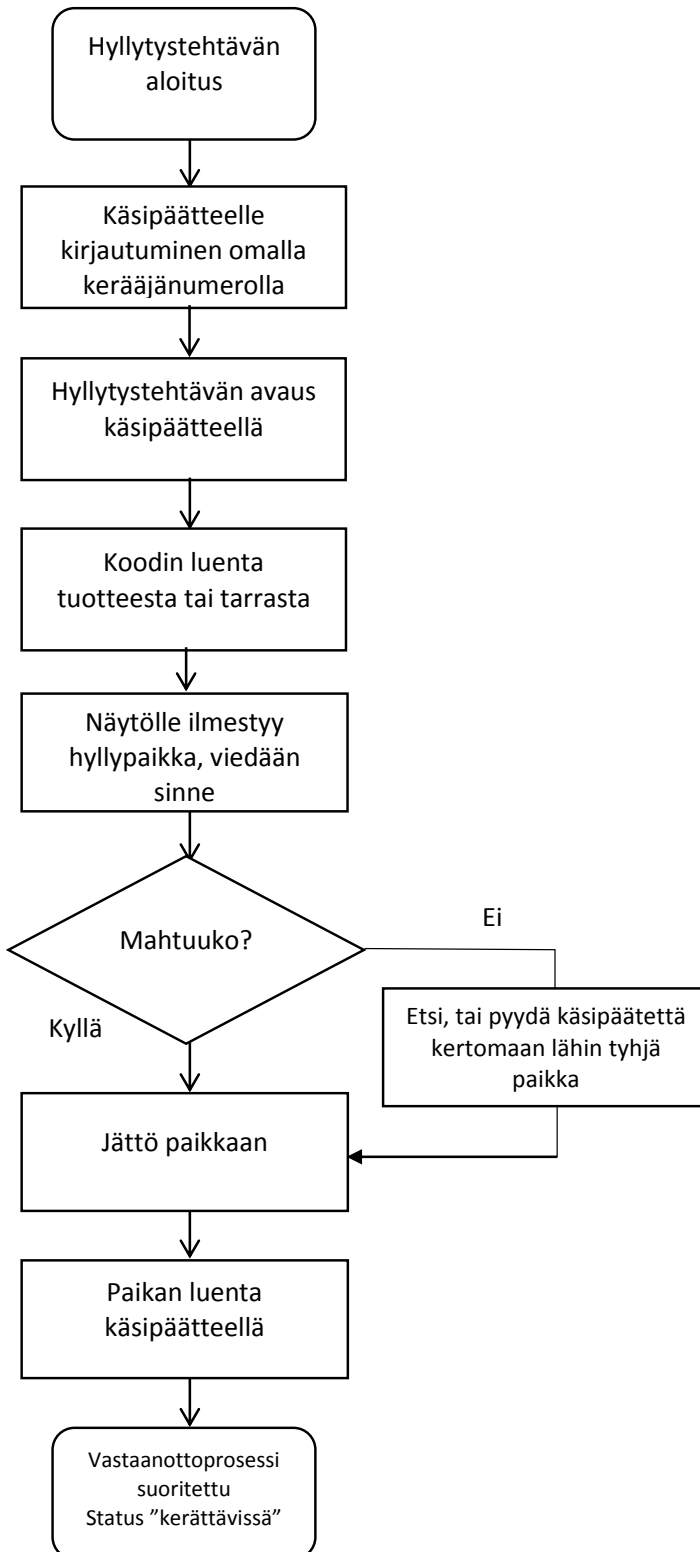 Hyllytystehtävän
aloitus
Käsipäätteelle
kirjautuminen omalla
kerääjänumerolla
Hyllytystehtävän avaus
käsipäätteellä
Koodin luenta
tuotteesta tai tarrasta
Näytölle ilmestyy
hyllypaikka, viedään
sinne
Mahtuuko?
Ei
Kyllä
Etsi, tai pyydä käsipäätettä
kertomaan lähin tyhjä
paikka
Jättö paikkaan
Paikan luenta
käsipäätteellä
Vastaanottoprosessi
suoritettu
Status ”kerättävissä”